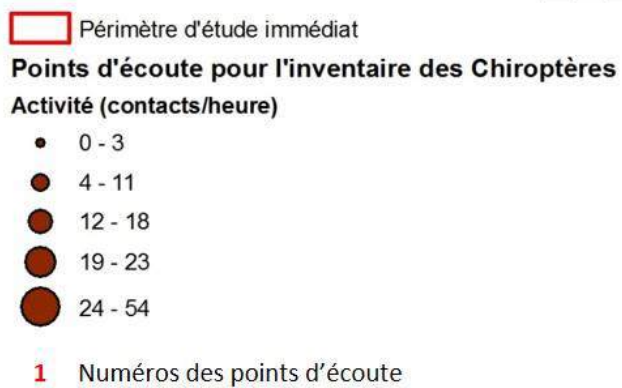 Périmètre d'étude immédiat
Points d'écoute pour l'inventaire des Chiroptères
Activité (contacts/heure)
0 - 3
4 - 11
12 - 18
19 - 23
24 - 54
1 Numéros des points d’écoute